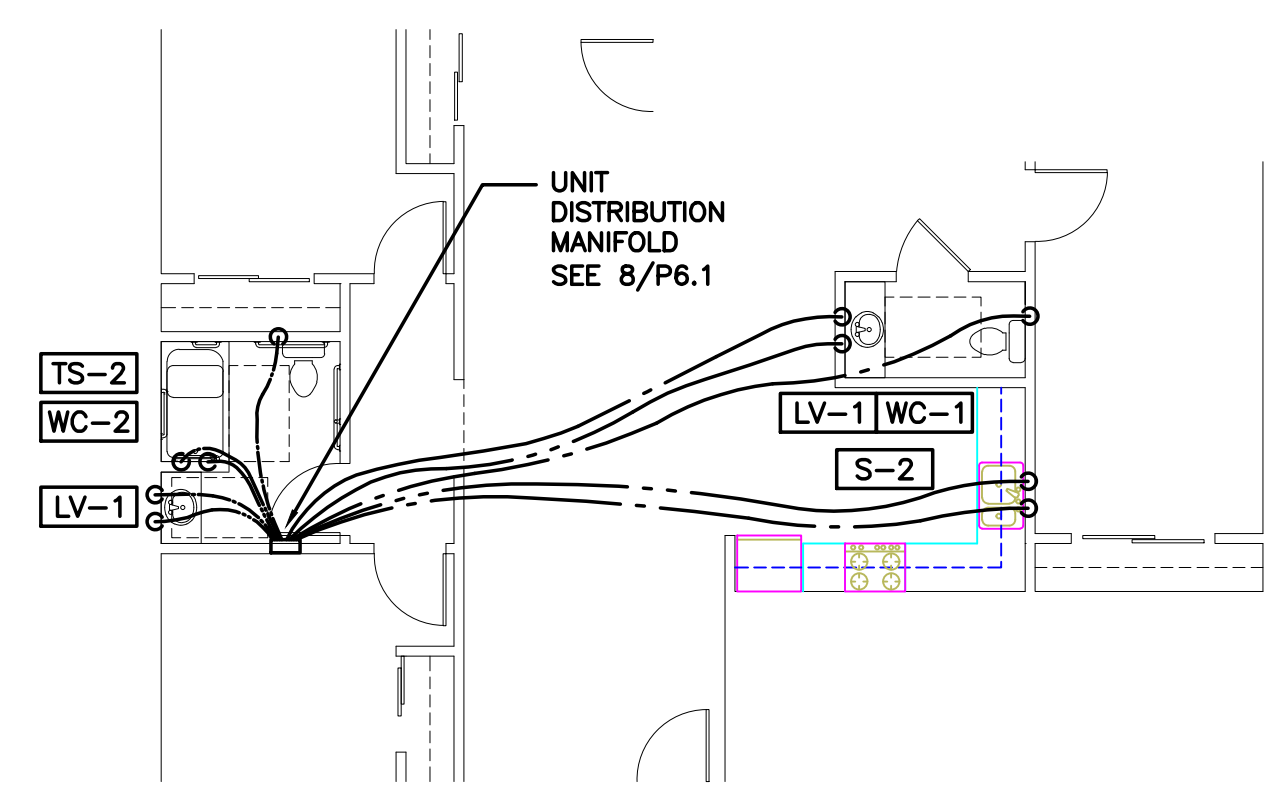 UNIT
DISTRIBUTION
MANIFOLD
SEE 8/P6.1
TS-2
WC-2
LV-1
LV-1 WC-1
S-2